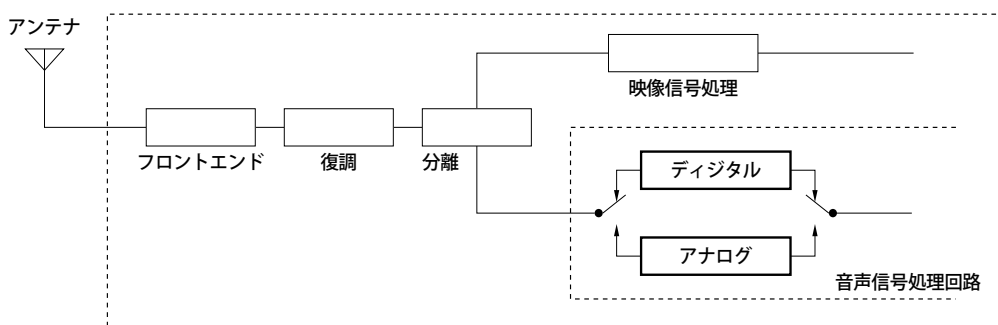 アンテナ
映像信号処理
フロントエンド
復調
分離
ディジタル
アナログ
音声信号処理回路